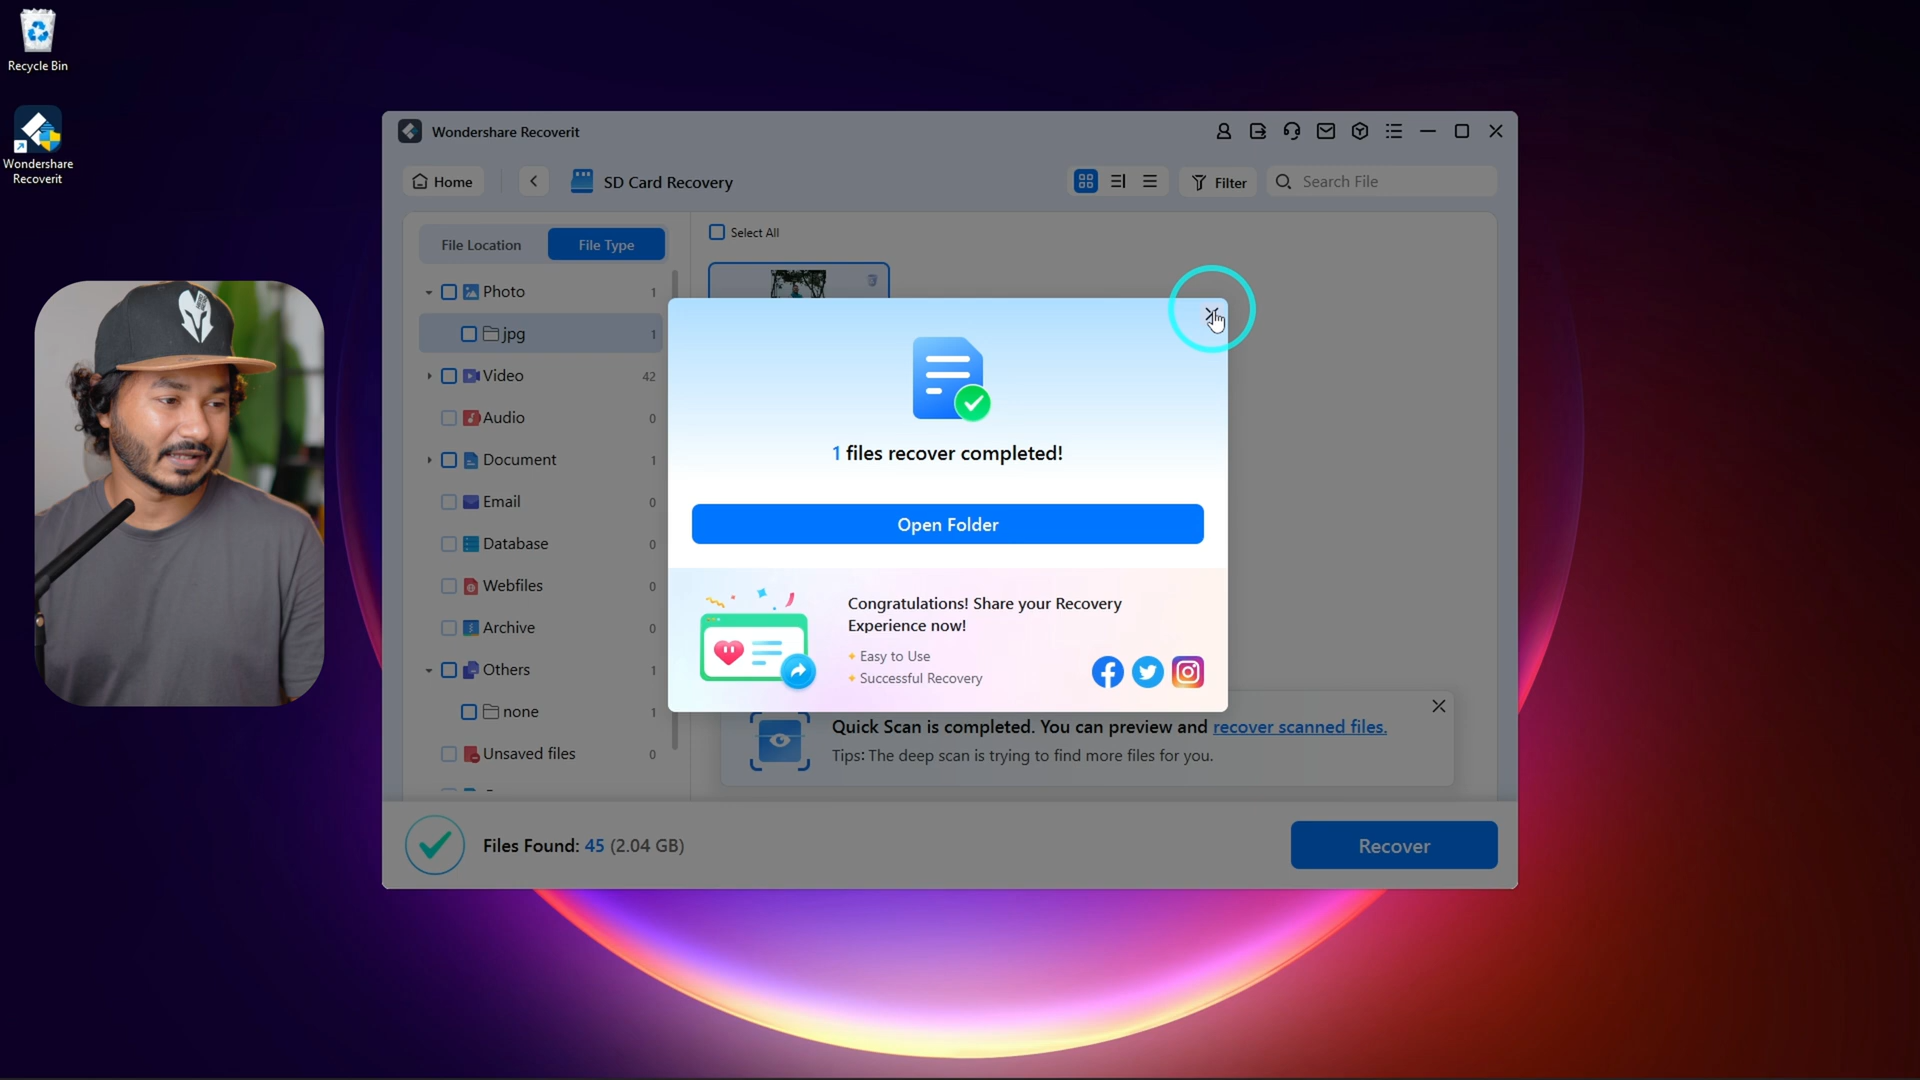 Recycle Bin
Wondershare
Recoverit
Wondershare Recoverit
Home
SD Card Recovery
Filter
Search File
File Location
File Type
Select All
Photo 1
jpg 1
Video 42
Audio 0
Document 1
Email 0
Database 0
Webfiles 0
Archive 0
Others 1
none 1
Unsaved files 0
1 files recover completed!
Open Folder
Congratulations! Share your Recovery
Experience now!
Easy to Use
Successful Recovery
Quick Scan is completed. You can preview and recover scanned files.
Tips: The deep scan is trying to find more files for you.
Files Found: 45 (2.04 GB)
Recover